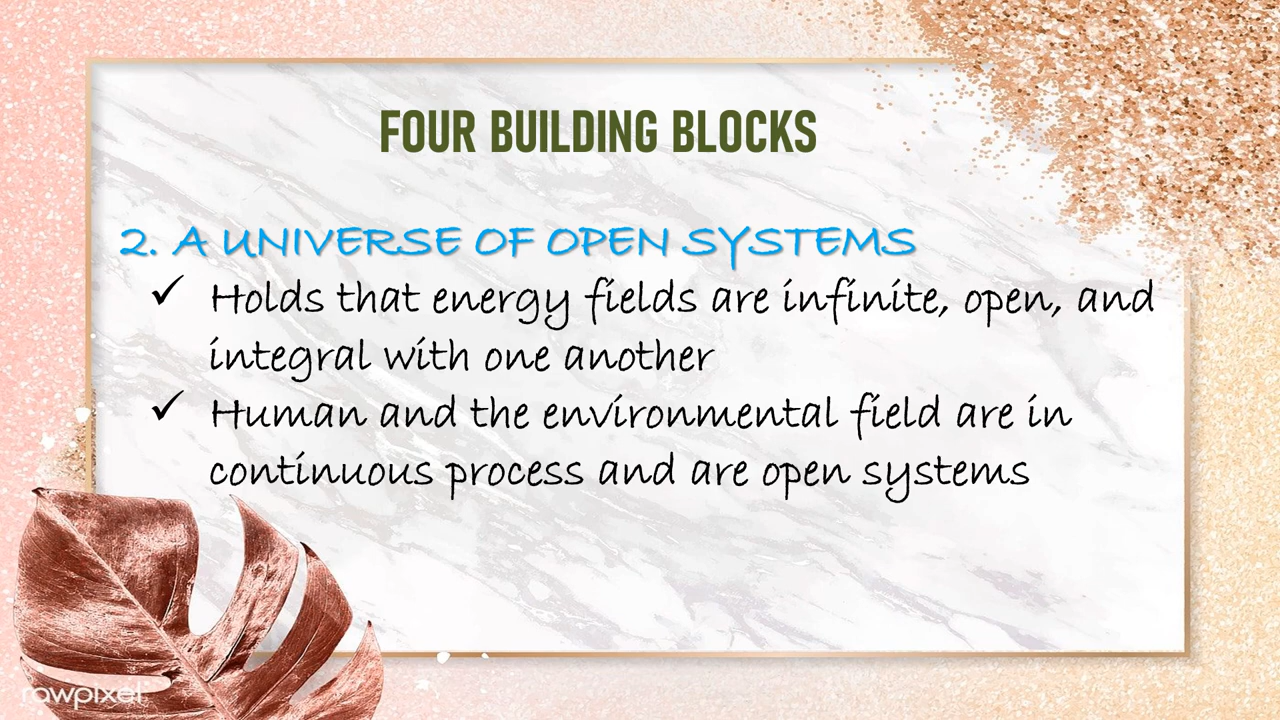 FOUR BUILDING BLOCKS
2. A UNIVERSE OF OPEN SYSTEMS
✓ Holds that energy fields are infinite, open, and
integral with one another
✓ Human and the environmental field are in
continuous process and are open systems
rawpixel